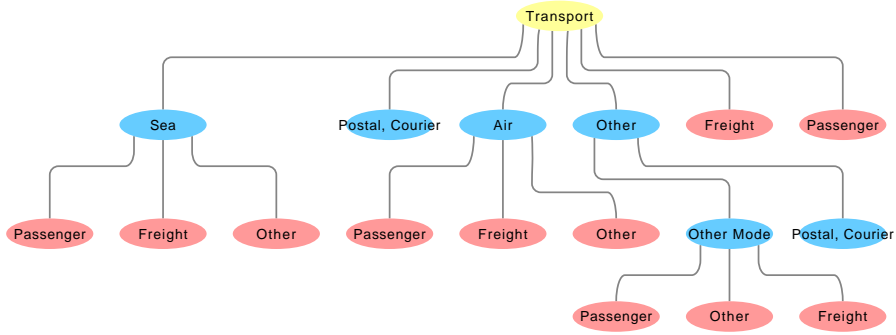 Transport
Sea
Postal, Courier
Air
Other
Freight
Passenger
Passenger
Freight
Other
Passenger
Freight
Other
Other Mode
Postal, Courier
Passenger
Other
Freight